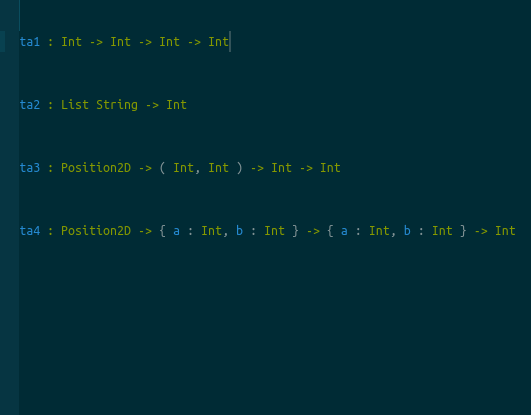 ta1 : Int -> Int -> Int -> Int
ta2 : List String -> Int
ta3 : Position2D -> ( Int, Int ) -> Int -> Int
ta4 : Position2D -> { a : Int, b : Int } -> { a : Int, b : Int } -> Int